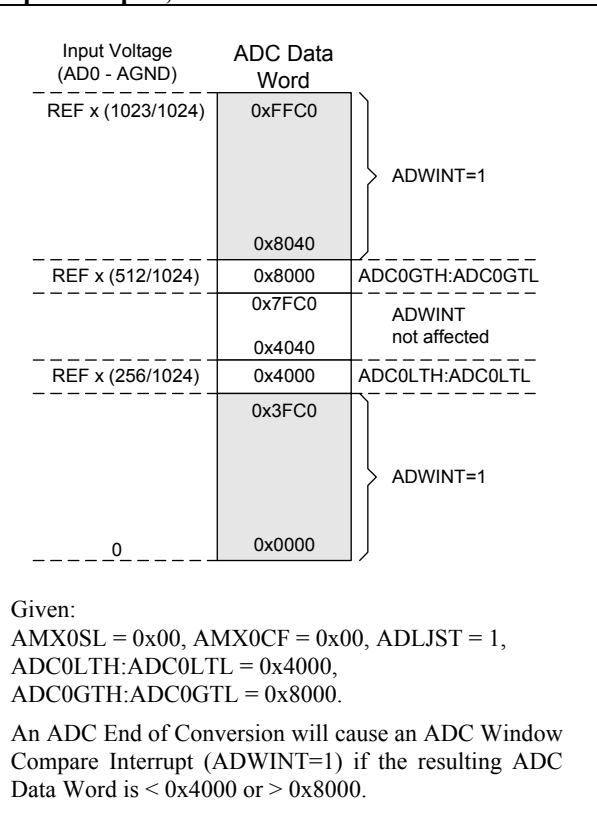 Input Voltage
(AD0 - AGND)
ADC Data
Word
REF x (1023/1024)
0xFFC0
ADWINT=1
0x8040
REF x (512/1024)
0x8000
ADC0GTH:ADC0GTL
0x7FC0
ADWINT
not affected
0x4040
REF x (256/1024)
0x4000
ADC0LTH:ADC0LTL
0x3FC0
ADWINT=1
0
0x0000
Given:
AMX0SL = 0x00, AMX0CF = 0x00, ADLJST = 1,
ADC0LTH:ADC0LTL = 0x4000,
ADC0GTH:ADC0GTL = 0x8000.
An ADC End of Conversion will cause an ADC Window
Compare Interrupt (ADWINT=1) if the resulting ADC
Data Word is < 0x4000 or > 0x8000.